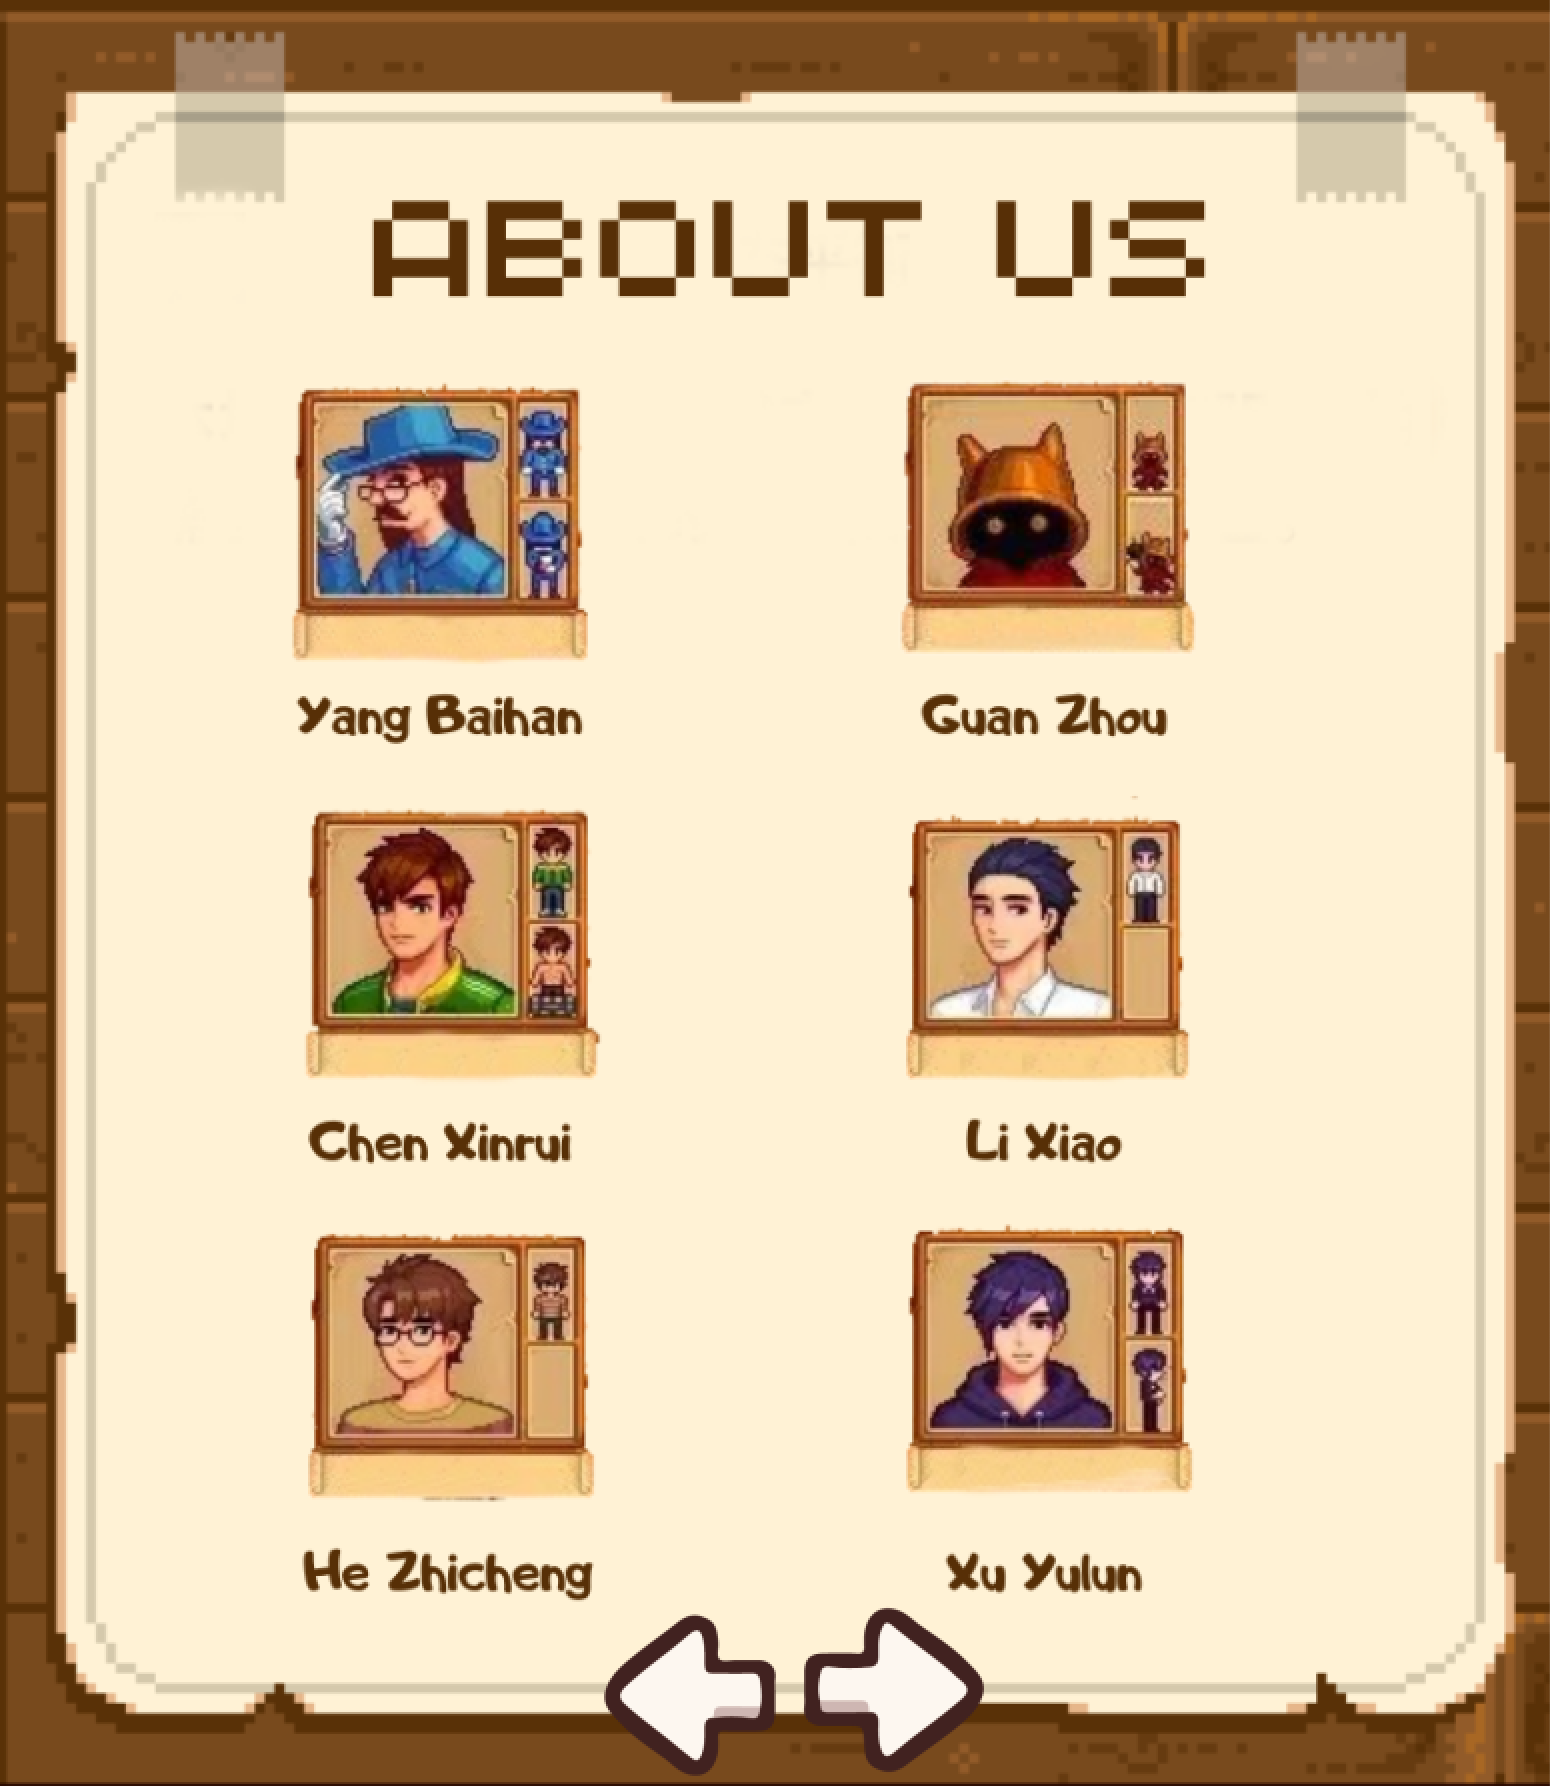 ABOUT US
Yang Baihan
Guan Zhou
Chen Xinrui
Li Xiao
He Zhicheng
Xu Yulun